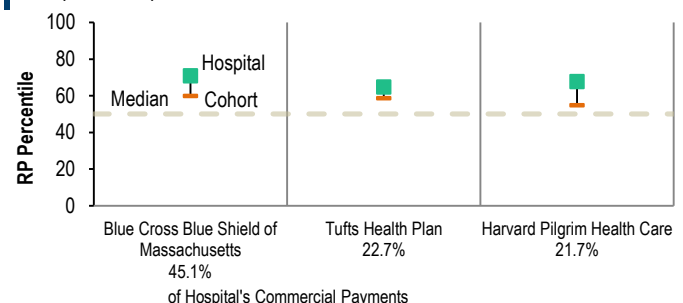 100
80
60
40
20
0
RP Percentile
Hospital
Median
Cohort
Blue Cross Blue Shield of
Massachusetts
45.1%
Tufts Health Plan
22.7%
Harvard Pilgrim Health Care
21.7%
of Hospital's Commercial Payments